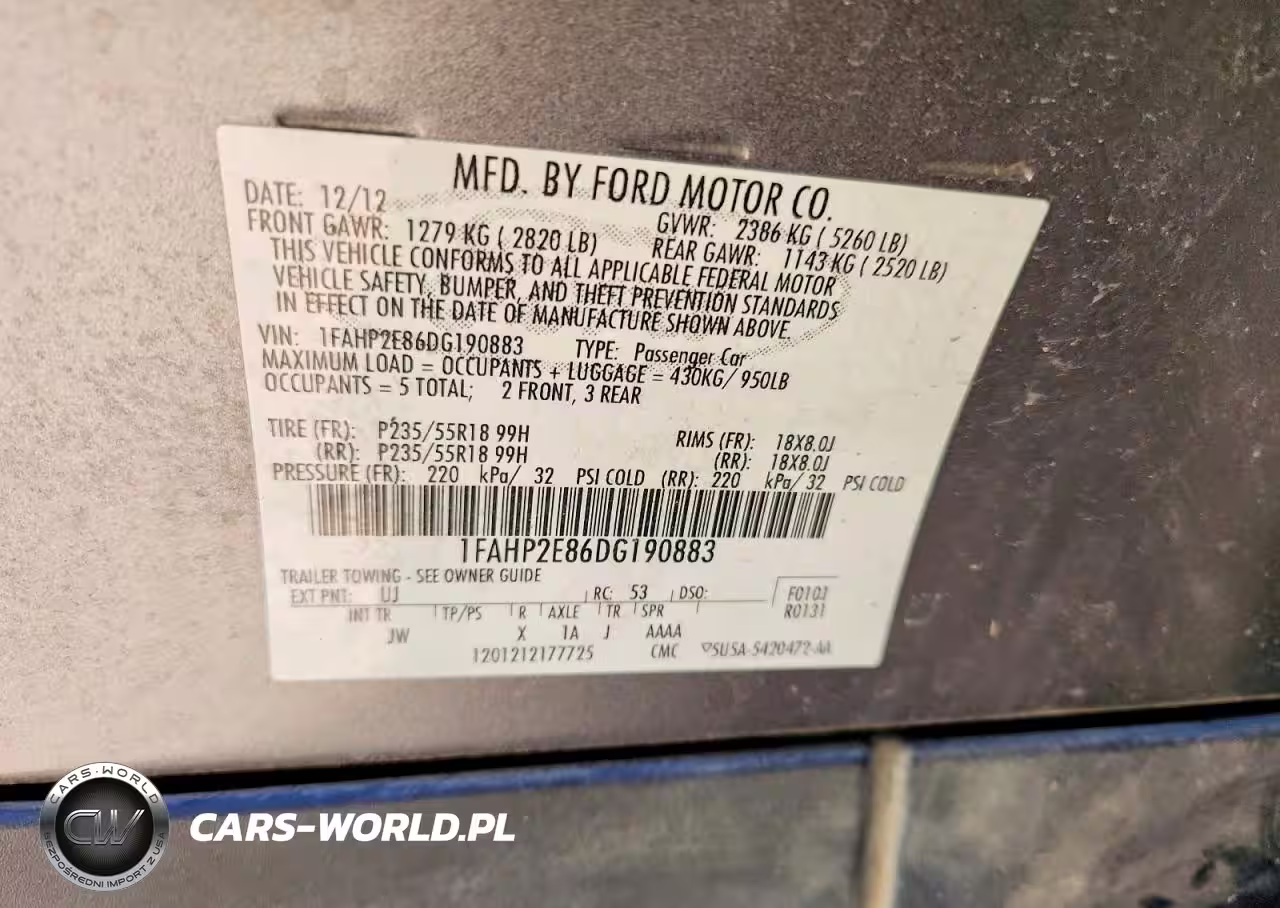 MFD. BY FORD MOTOR CO.
DATE: 12/12
GVWR: 2386 KG ( 5260 LB)
FRONT GAWR: 1279 KG ( 2820 LB)
REAR GAWR: 1143 KG ( 2520 LB)
THIS VEHICLE CONFORMS TO ALL APPLICABLE FEDERAL MOTOR
VEHICLE SAFETY, BUMPER, AND THEFT PREVENTION STANDARDS
IN EFFECT ON THE DATE OF MANUFACTURE SHOWN ABOVE.
VIN: 1FAHP2E86DG190883 TYPE: Passenger Car
MAXIMUM LOAD = OCCUPANTS + LUGGAGE = 430KG/ 950LB
OCCUPANTS = 5 TOTAL; 2 FRONT, 3 REAR
TIRE (FR): P235/55R18 99H RIMS (FR): 18X8.0J
(RR): P235/55R18 99H (RR): 18X8.0J
PRESSURE (FR): 220 kPa/ 32 PSI COLD (RR): 220 kPa/ 32 PSI COLD
1FAHP2E86DG190883
TRAILER TOWING - SEE OWNER GUIDE
EXT PNT: UJ RC: 53 DSO: F0103
INT TR TP/PS R AXLE TR SPR R0131
JW X 1A J AAAA
1201212177725 CMC
CARS-WORLD
CW
BEZPOŚREDNI IMPORT Z USA
CARS-WORLD.PL